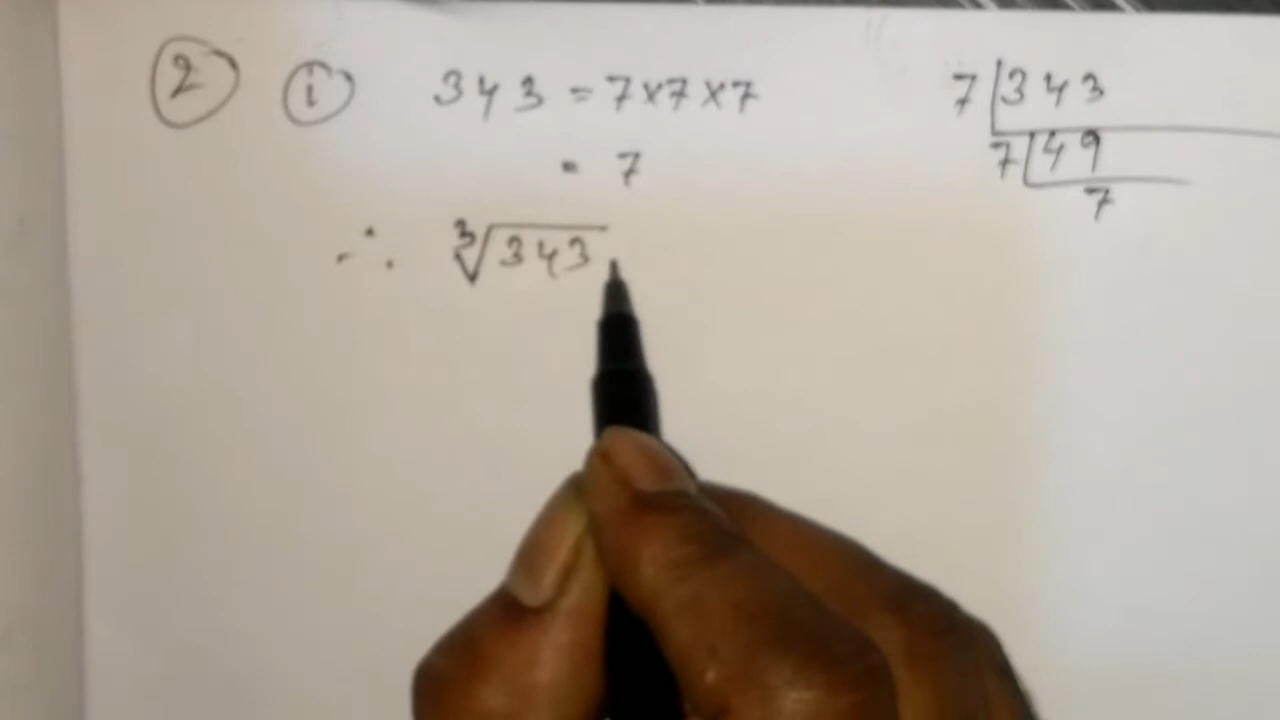 ② ⓘ 343 = 7×7×7
= 7
∴ ∛343
7 | 343
7 | 49
7